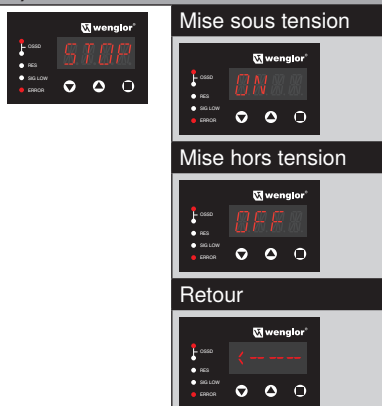 wenglor®
STOP
OSSD
RES
SIG LOW
ERROR
Mise sous tension
wenglor®
ON
OSSD
RES
SIG LOW
ERROR
Mise hors tension
wenglor®
OFF
OSSD
RES
SIG LOW
ERROR
Retour
wenglor®
<----
OSSD
RES
SIG LOW
ERROR